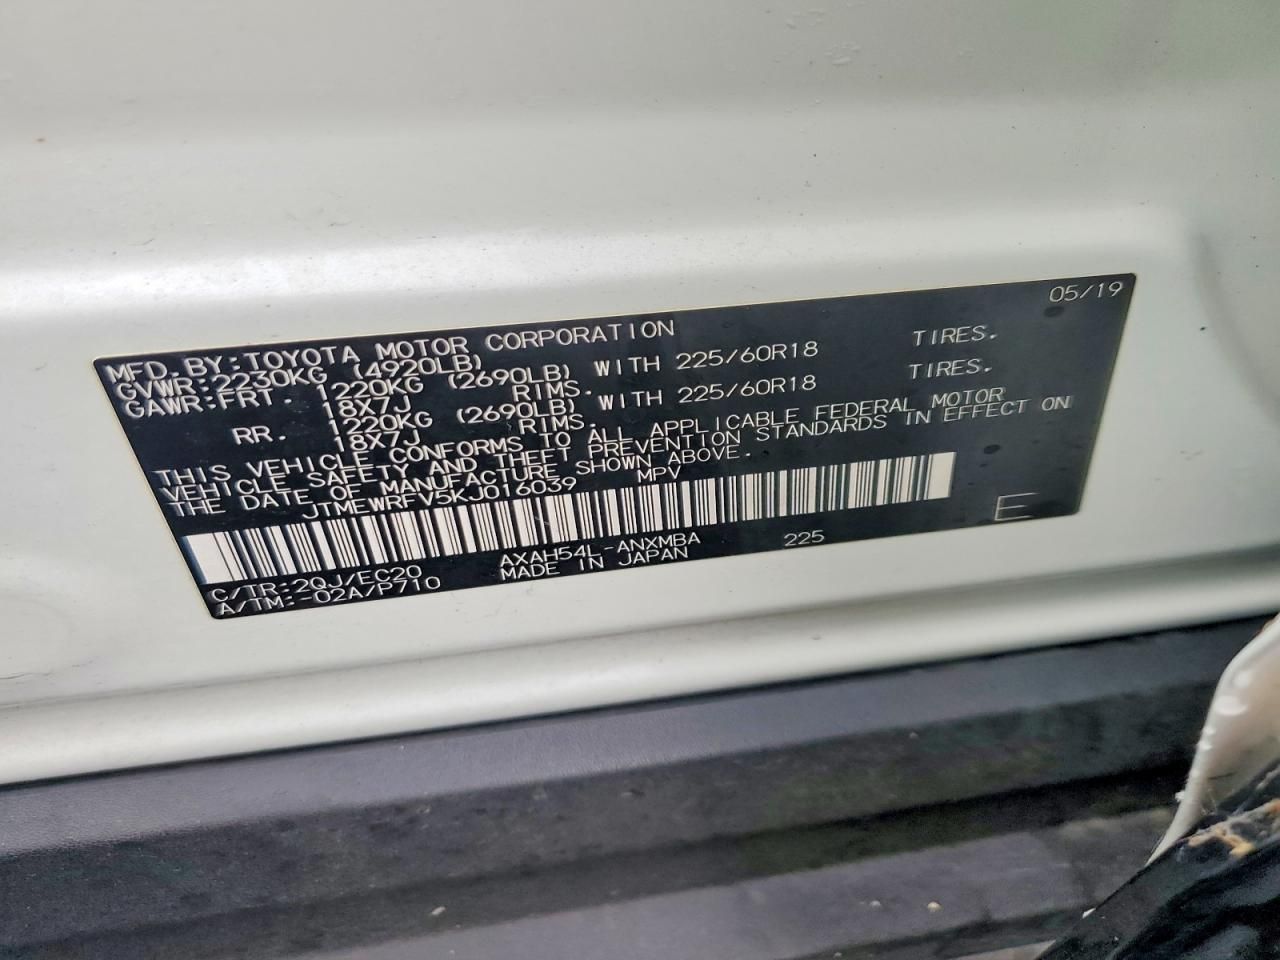 05/19
MFD.BY:TOYOTA MOTOR CORPORATION
GVWR:2230KG (4920LB)
GAWR:FRT. 1220KG (2690LB) WITH 225/60R18 TIRES.
18X7J RIMS.
RR. 1220KG (2690LB) WITH 225/60R18 TIRES.
18X7J RIMS.
THIS VEHICLE CONFORMS TO ALL APPLICABLE FEDERAL MOTOR
VEHICLE SAFETY AND THEFT PREVENTION STANDARDS IN EFFECT ON
THE DATE OF MANUFACTURE SHOWN ABOVE.
JTMEWRFV5KJ016039 MPV
E
C/TR:2QJ/EC20 AXAH54L-ANXMBA 225
A/TM:-02A/P710 MADE IN JAPAN